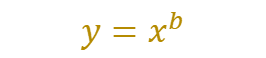 y = x^b